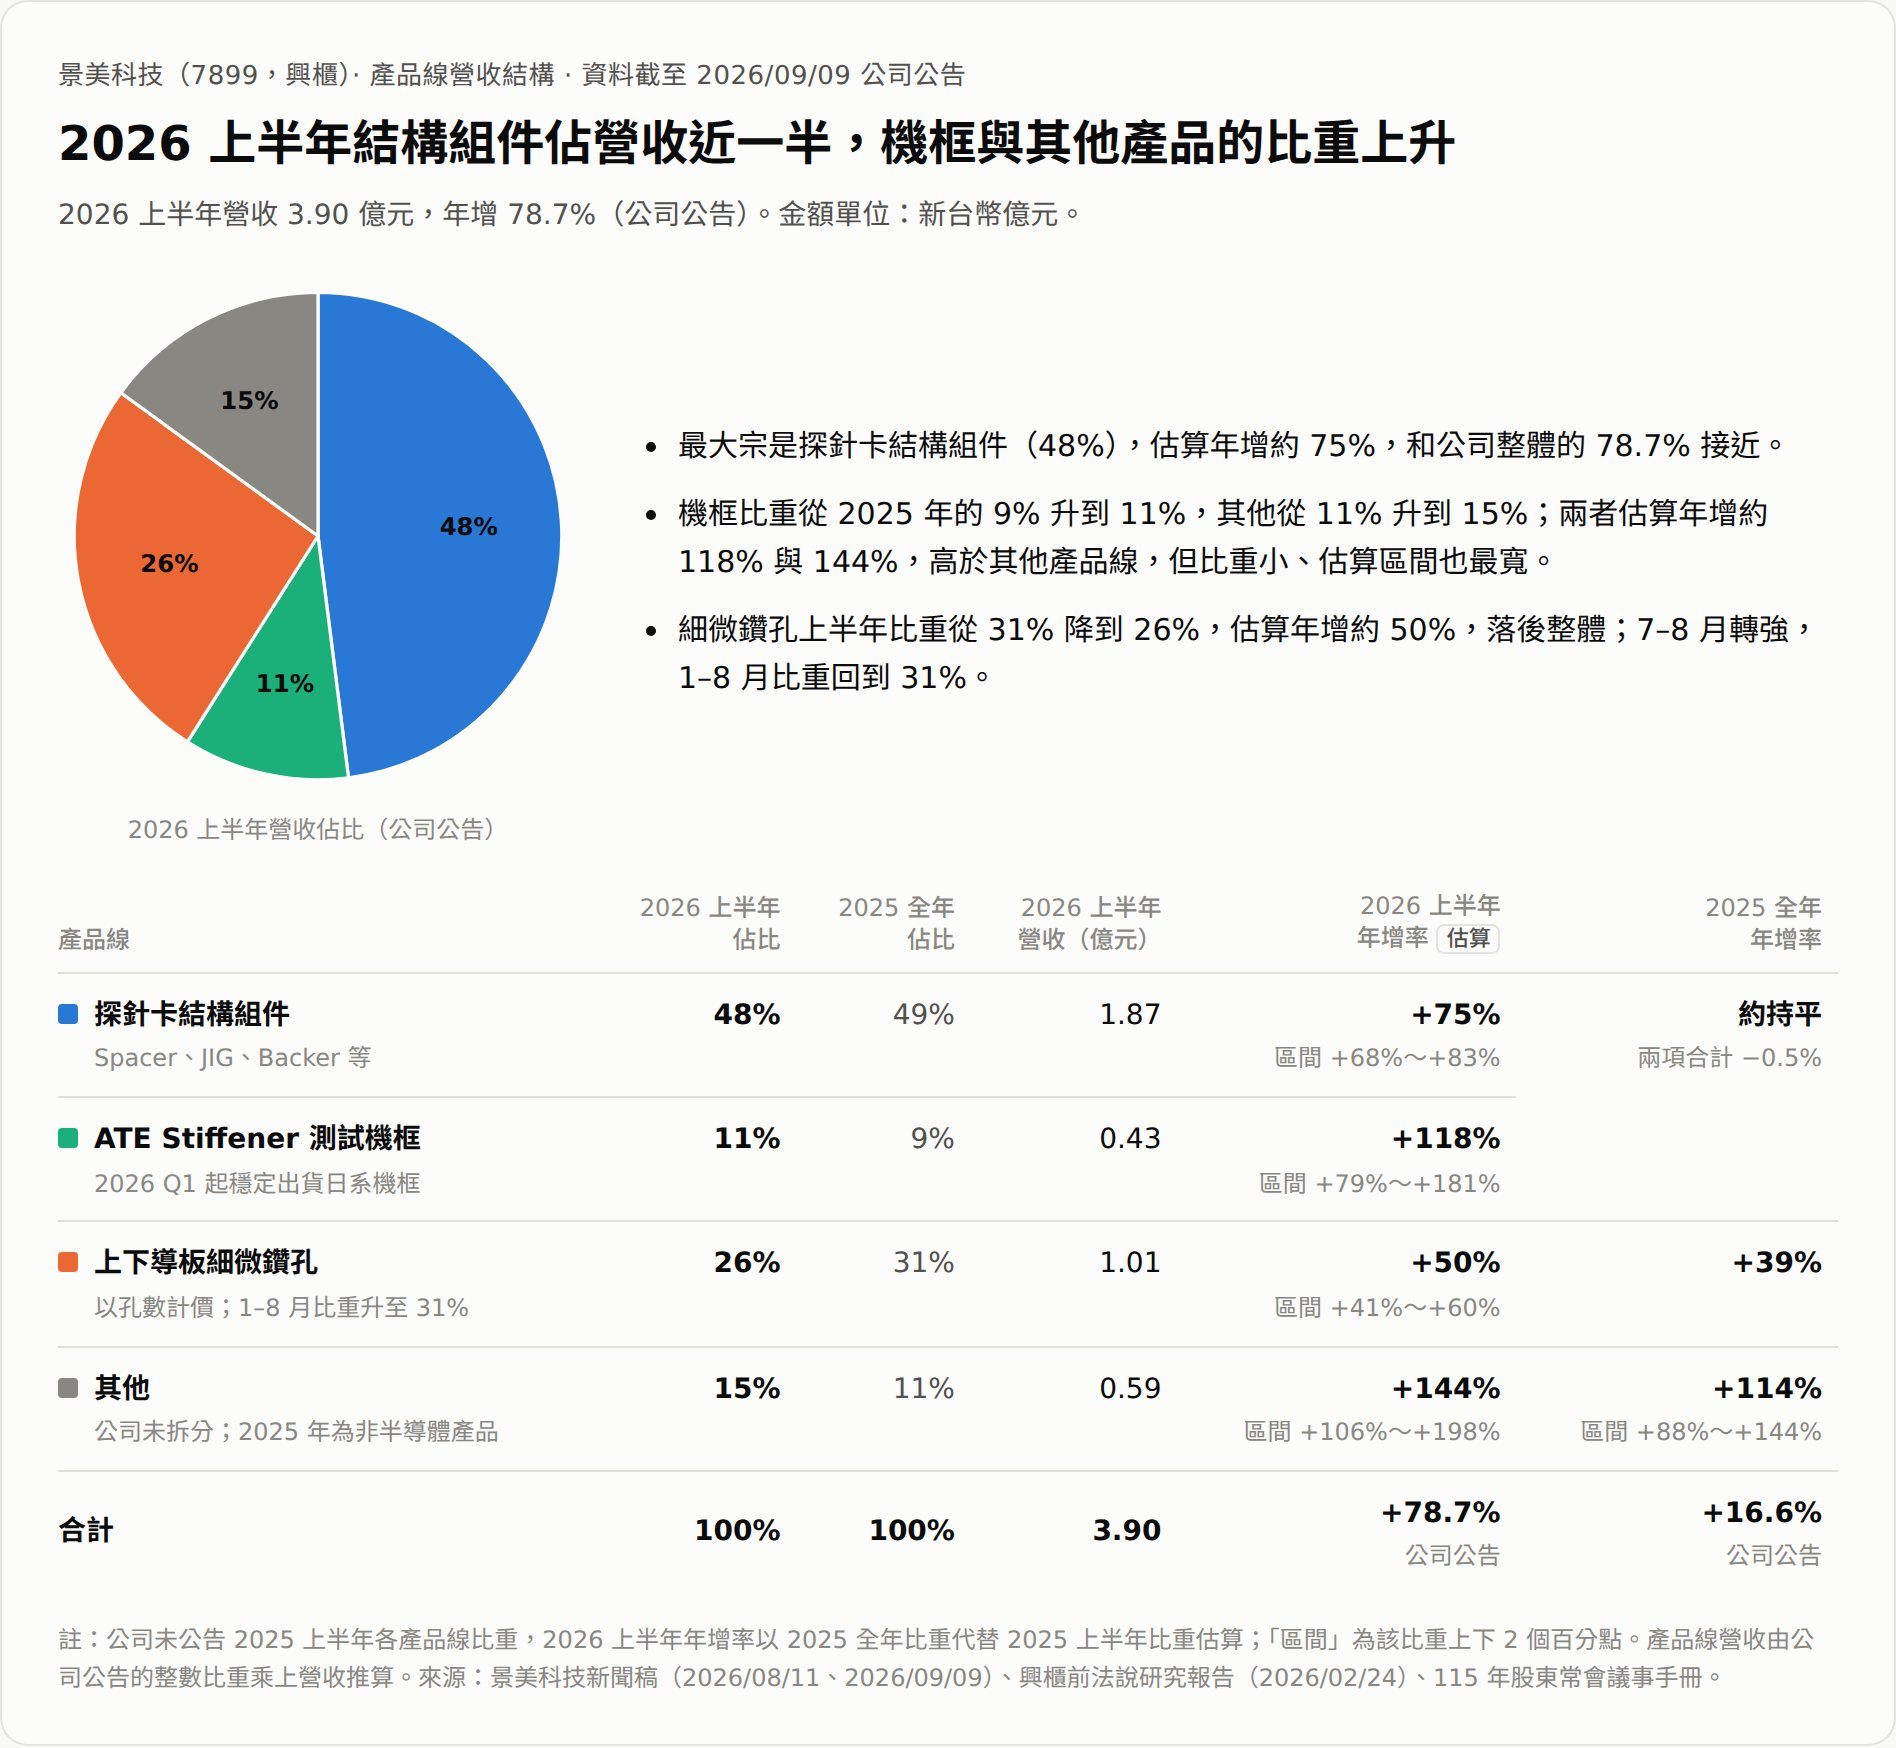 景美科技（7899，興櫃）· 產品線營收結構 · 資料截至 2026/09/09 公司公告
2026 上半年結構組件佔營收近一半，機框與其他產品的比重上升
2026 上半年營收 3.90 億元，年增 78.7%（公司公告）。金額單位：新台幣億元。
15%
48%
26%
11%
2026 上半年營收佔比（公司公告）
• 最大宗是探針卡結構組件（48%），估算年增約 75%，和公司整體的 78.7% 接近。
• 機框比重從 2025 年的 9% 升到 11%，其他從 11% 升到 15%；兩者估算年增約
118% 與 144%，高於其他產品線，但比重小、估算區間也最寬。
• 細微鑽孔上半年比重從 31% 降到 26%，估算年增約 50%，落後整體；7–8 月轉強，
1–8 月比重回到 31%。
產品線 2026 上半年佔比 2025 全年佔比 2026 上半年營收（億元） 2026 上半年年增率 估算 2025 全年年增率
探針卡結構組件 48% 49% 1.87 +75% 約持平
Spacer、JIG、Backer 等 區間 +68%～+83% 兩項合計 −0.5%
ATE Stiffener 測試機框 11% 9% 0.43 +118%
2026 Q1 起穩定出貨日系機框 區間 +79%～+181%
上下導板細微鑽孔 26% 31% 1.01 +50% +39%
以孔數計價；1–8 月比重升至 31% 區間 +41%～+60%
其他 15% 11% 0.59 +144% +114%
公司未拆分；2025 年為非半導體產品 區間 +106%～+198% 區間 +88%～+144%
合計 100% 100% 3.90 +78.7% +16.6%
公司公告 公司公告
註：公司未公告 2025 上半年各產品線比重，2026 上半年年增率以 2025 全年比重代替 2025 上半年比重估算；「區間」為該比重上下 2 個百分點。產品線營收由公
司公告的整數比重乘上營收推算。來源：景美科技新聞稿（2026/08/11、2026/09/09）、興櫃前法說研究報告（2026/02/24）、115 年股東常會議事手冊。